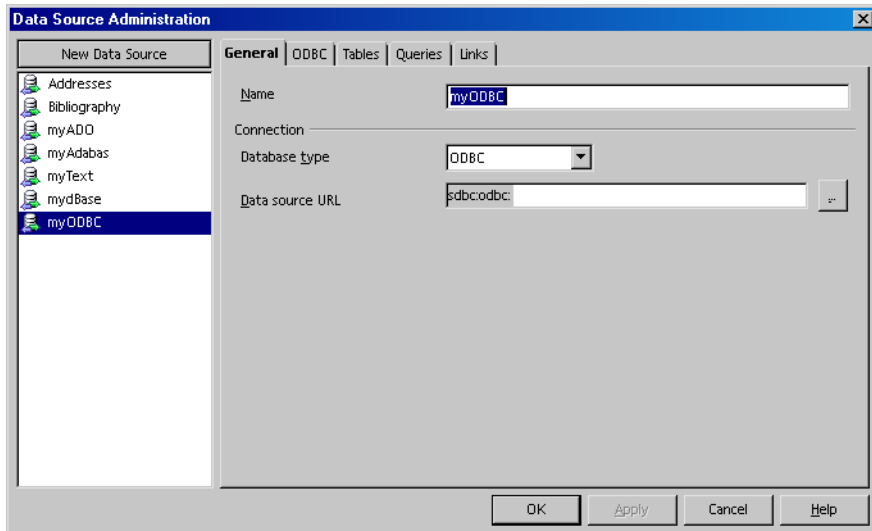 Data Source Administration
New Data Source
Addresses
Bibliography
myADO
myAdabas
myText
mydBase
myODBC
General ODBC Tables Queries Links
Name myODBC
Connection
Database type ODBC
Data source URL sdbc:odbc: ...
OK Apply Cancel Help